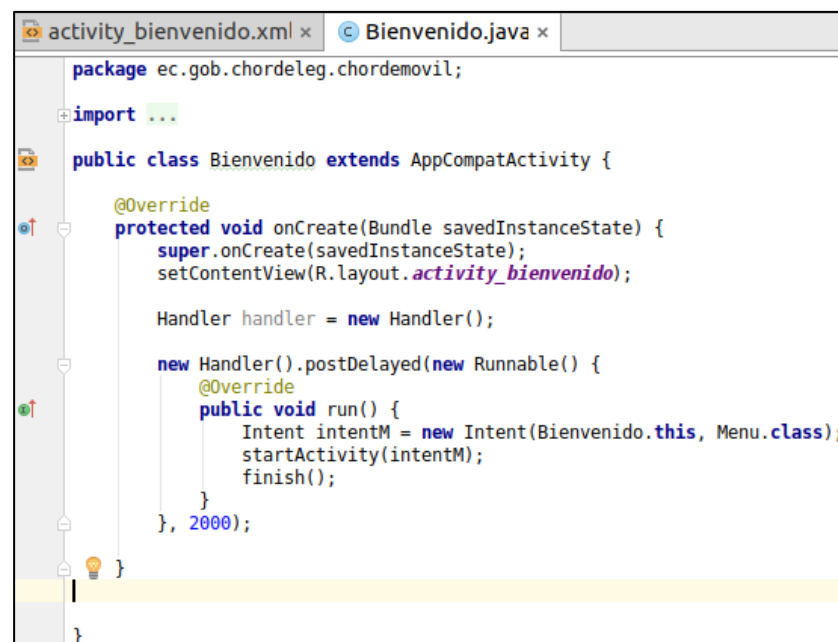 activity_bienvenido.xml × Bienvenido.java ×
package ec.gob.chordeleg.chordemovil;
import ...
public class Bienvenido extends AppCompatActivity {
@Override
protected void onCreate(Bundle savedInstanceState) {
super.onCreate(savedInstanceState);
setContentView(R.layout.activity_bienvenido);
Handler handler = new Handler();
new Handler().postDelayed(new Runnable() {
@Override
public void run() {
Intent intentM = new Intent(Bienvenido.this, Menu.class);
startActivity(intentM);
finish();
}
}, 2000);
}
}